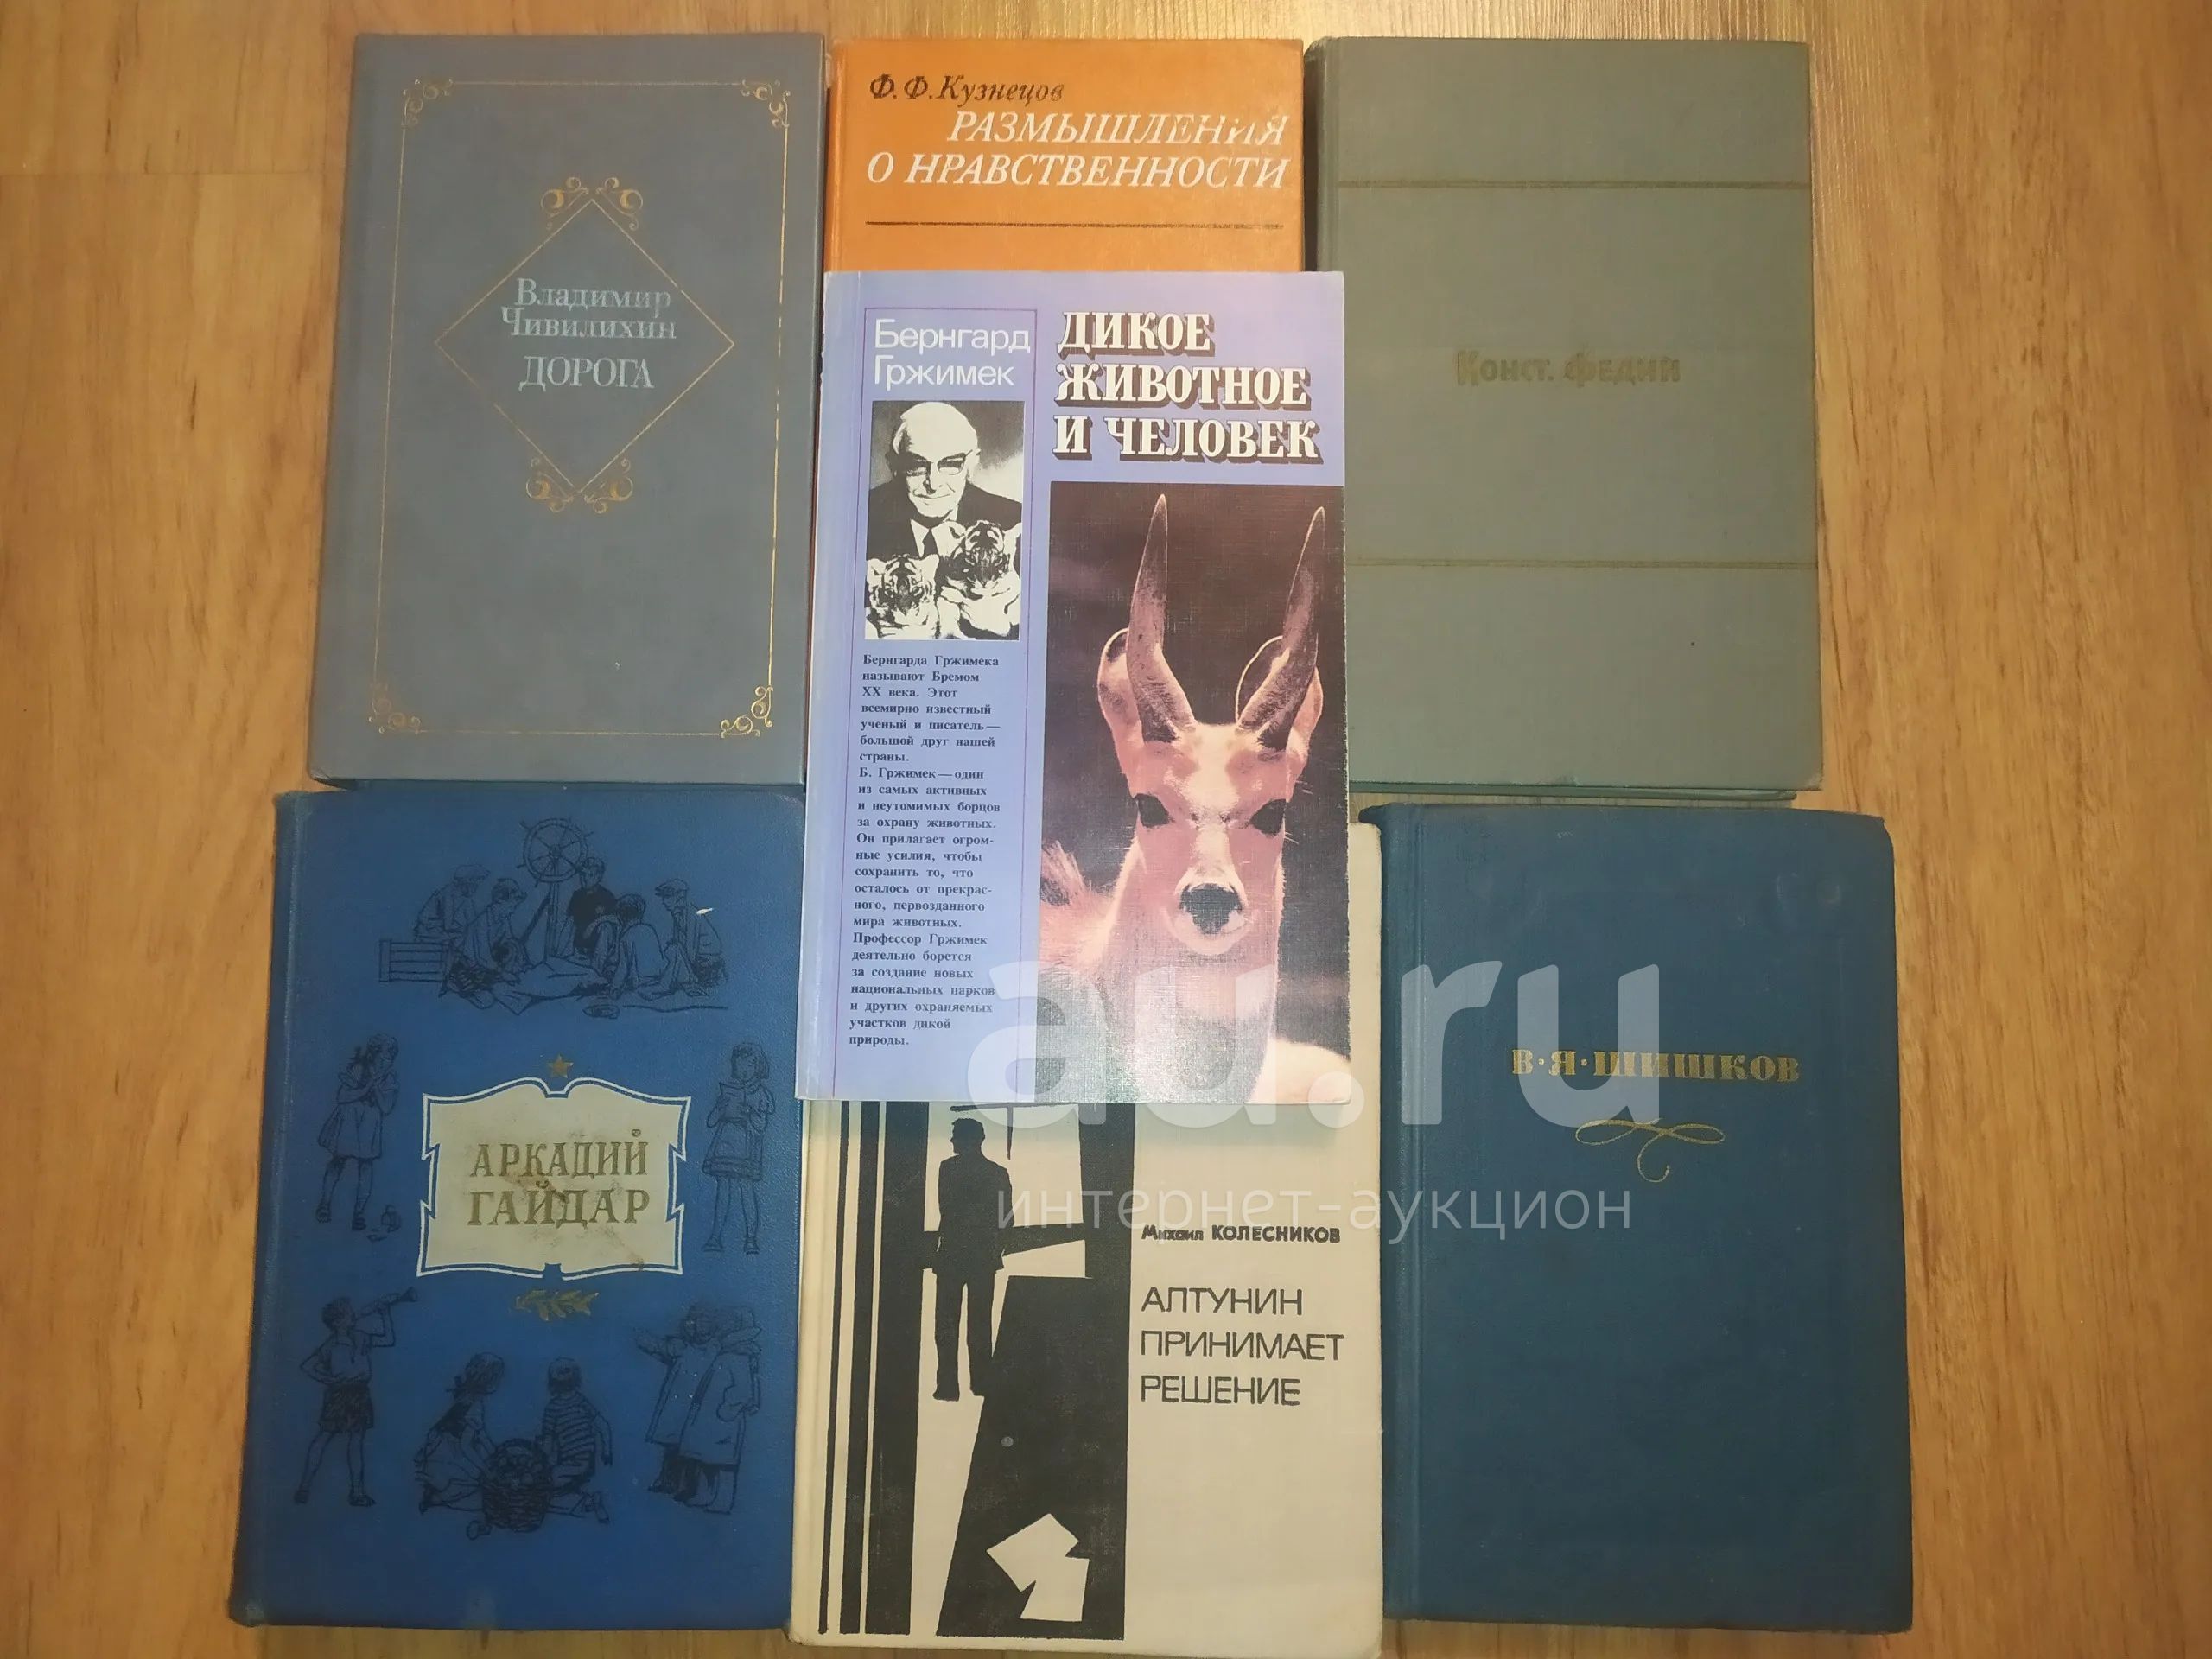 Владимир
Чивилихин
ДОРОГА
Ф. Ф. Кузнецов
РАЗМЫШЛЕНИЯ
О НРАВСТВЕННОСТИ
Конст. Федин
Бернгард
Гржимек
ДИКОЕ
ЖИВОТНОЕ
И ЧЕЛОВЕК
Бернгарда Гржимека
называют Бремом
XX века. Этот
всемирно известный
ученый и писатель —
большой друг нашей
страны.
Б. Гржимек — один
из самых активных
и неутомимых борцов
за охрану животных.
Он прилагает огром-
ные усилия, чтобы
сохранить то, что
осталось от прекрас-
ного, первозданного
мира животных.
Профессор Гржимек
деятельно борется
за создание новых
национальных парков
и других охраняемых
участков дикой
природы.
АРКАДИЙ
ГАЙДАР
Михаил КОЛЕСНИКОВ
АЛТУНИН
ПРИНИМАЕТ
РЕШЕНИЕ
В·Я·ШИШКОВ
au.ru
интернет-аукцион